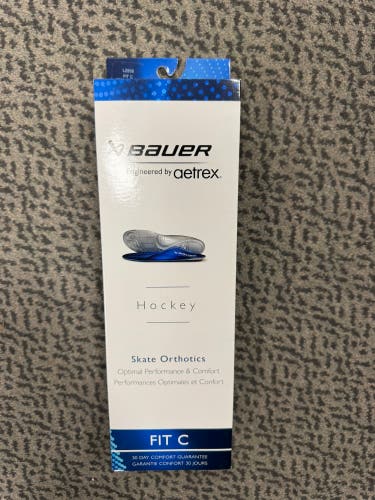 BAUER
Engineered by aetrex.
Hockey
Skate Orthotics
Optimal Performance & Comfort
Performances Optimales et Confort
FIT C
30 DAY COMFORT GUARANTEE
GARANTIE CONFORT 30 JOURS